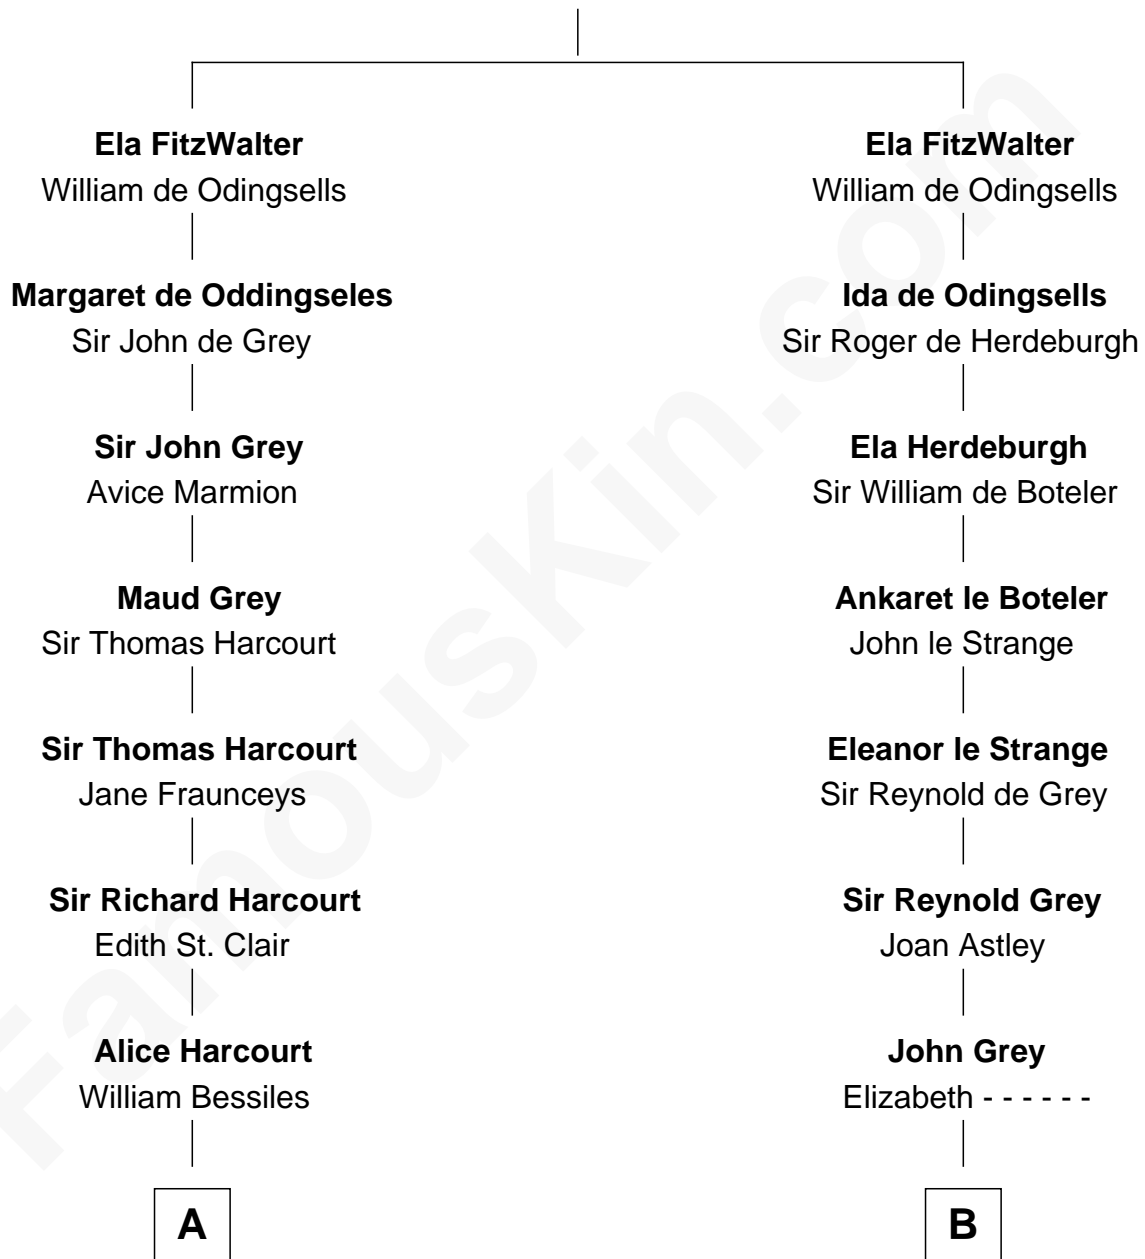 Ela FitzWalter
William de Odingsells
Margaret de Oddingseles
Sir John de Grey
Sir John Grey
Avice Marmion
Maud Grey
Sir Thomas Harcourt
Sir Thomas Harcourt
Jane Fraunceys
Sir Richard Harcourt
Edith St. Clair
Alice Harcourt
William Bessiles
A
Ela FitzWalter
William de Odingsells
Ida de Odingsells
Sir Roger de Herdeburgh
Ela Herdeburgh
Sir William de Boteler
Ankaret le Boteler
John le Strange
Eleanor le Strange
Sir Reynold de Grey
Sir Reynold Grey
Joan Astley
John Grey
Elizabeth - - - - - -
B
FamousKin.com